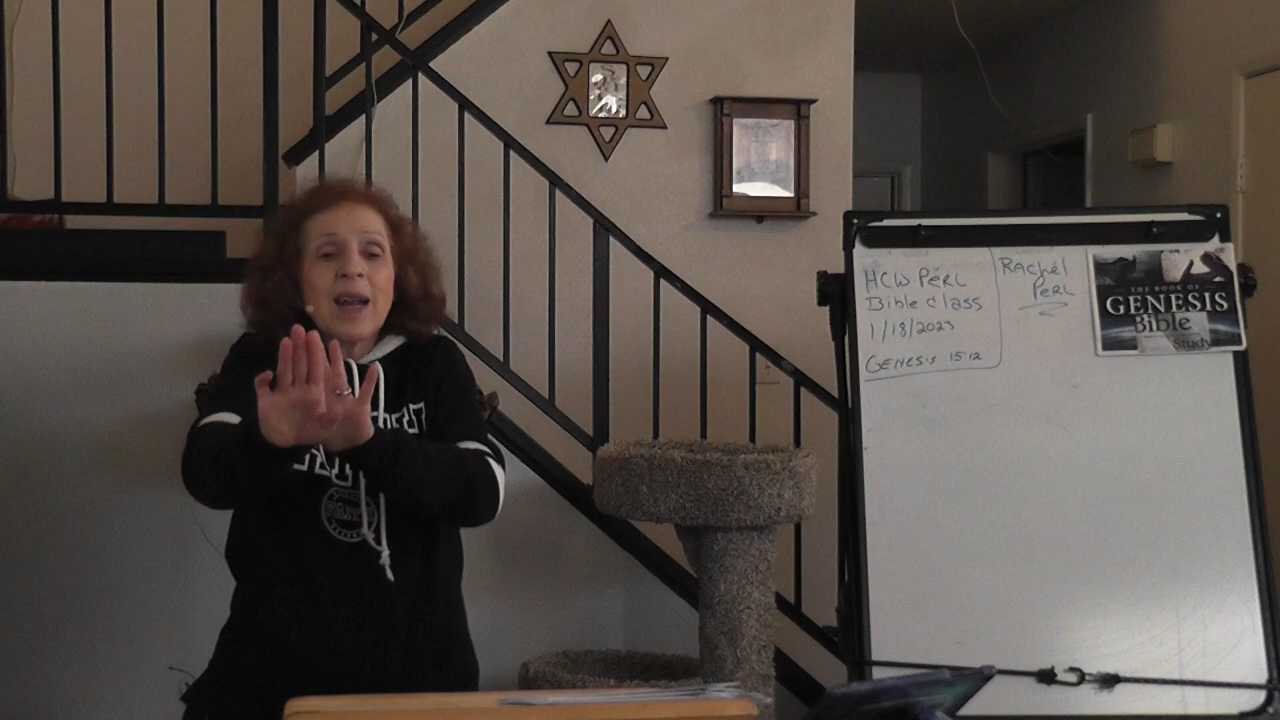 HCW Perl
Bible Class
1/18/2023
Genesis 15:12
Rachel
Perl
THE BOOK OF
GENESIS
Bible
Study